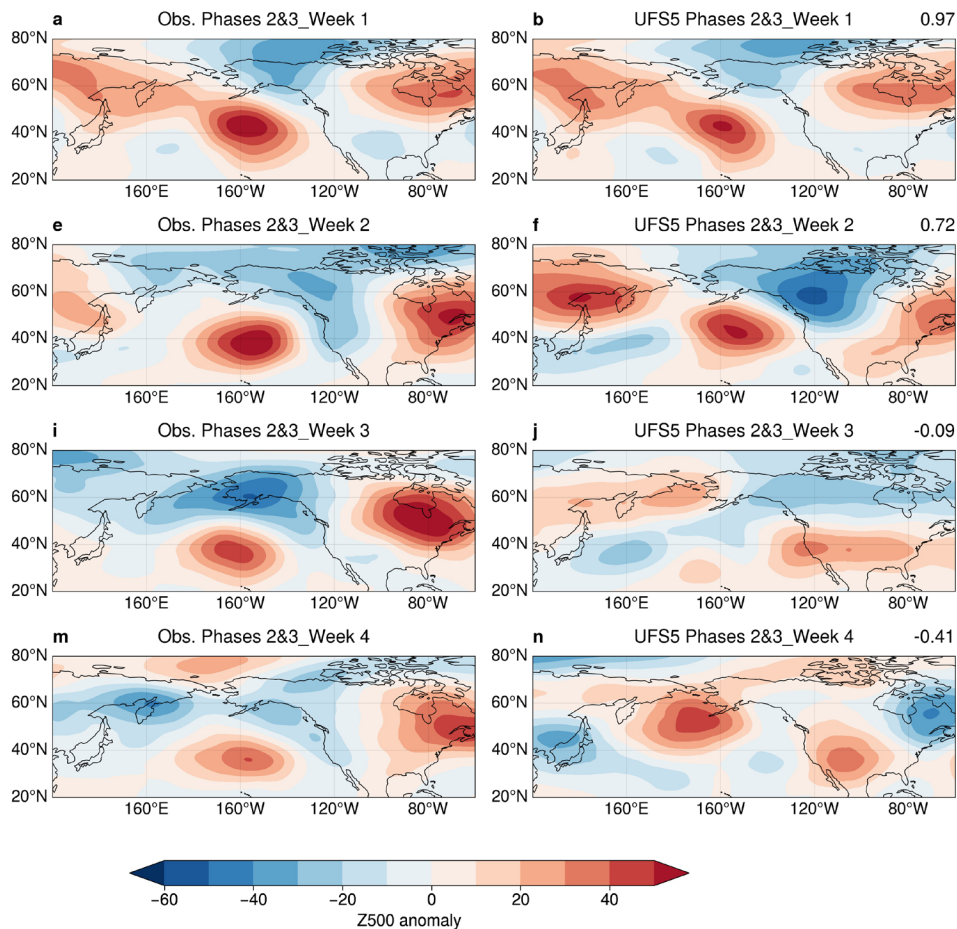 a Obs. Phases 2&3_Week 1
80°N
60°N
40°N
20°N
160°E 160°W 120°W 80°W
b UFS5 Phases 2&3_Week 1 0.97
80°N
60°N
40°N
20°N
160°E 160°W 120°W 80°W
e Obs. Phases 2&3_Week 2
80°N
60°N
40°N
20°N
160°E 160°W 120°W 80°W
f UFS5 Phases 2&3_Week 2 0.72
80°N
60°N
40°N
20°N
160°E 160°W 120°W 80°W
i Obs. Phases 2&3_Week 3
80°N
60°N
40°N
20°N
160°E 160°W 120°W 80°W
j UFS5 Phases 2&3_Week 3 -0.09
80°N
60°N
40°N
20°N
160°E 160°W 120°W 80°W
m Obs. Phases 2&3_Week 4
80°N
60°N
40°N
20°N
160°E 160°W 120°W 80°W
n UFS5 Phases 2&3_Week 4 -0.41
80°N
60°N
40°N
20°N
160°E 160°W 120°W 80°W
−60 −40 −20 0 20 40
Z500 anomaly